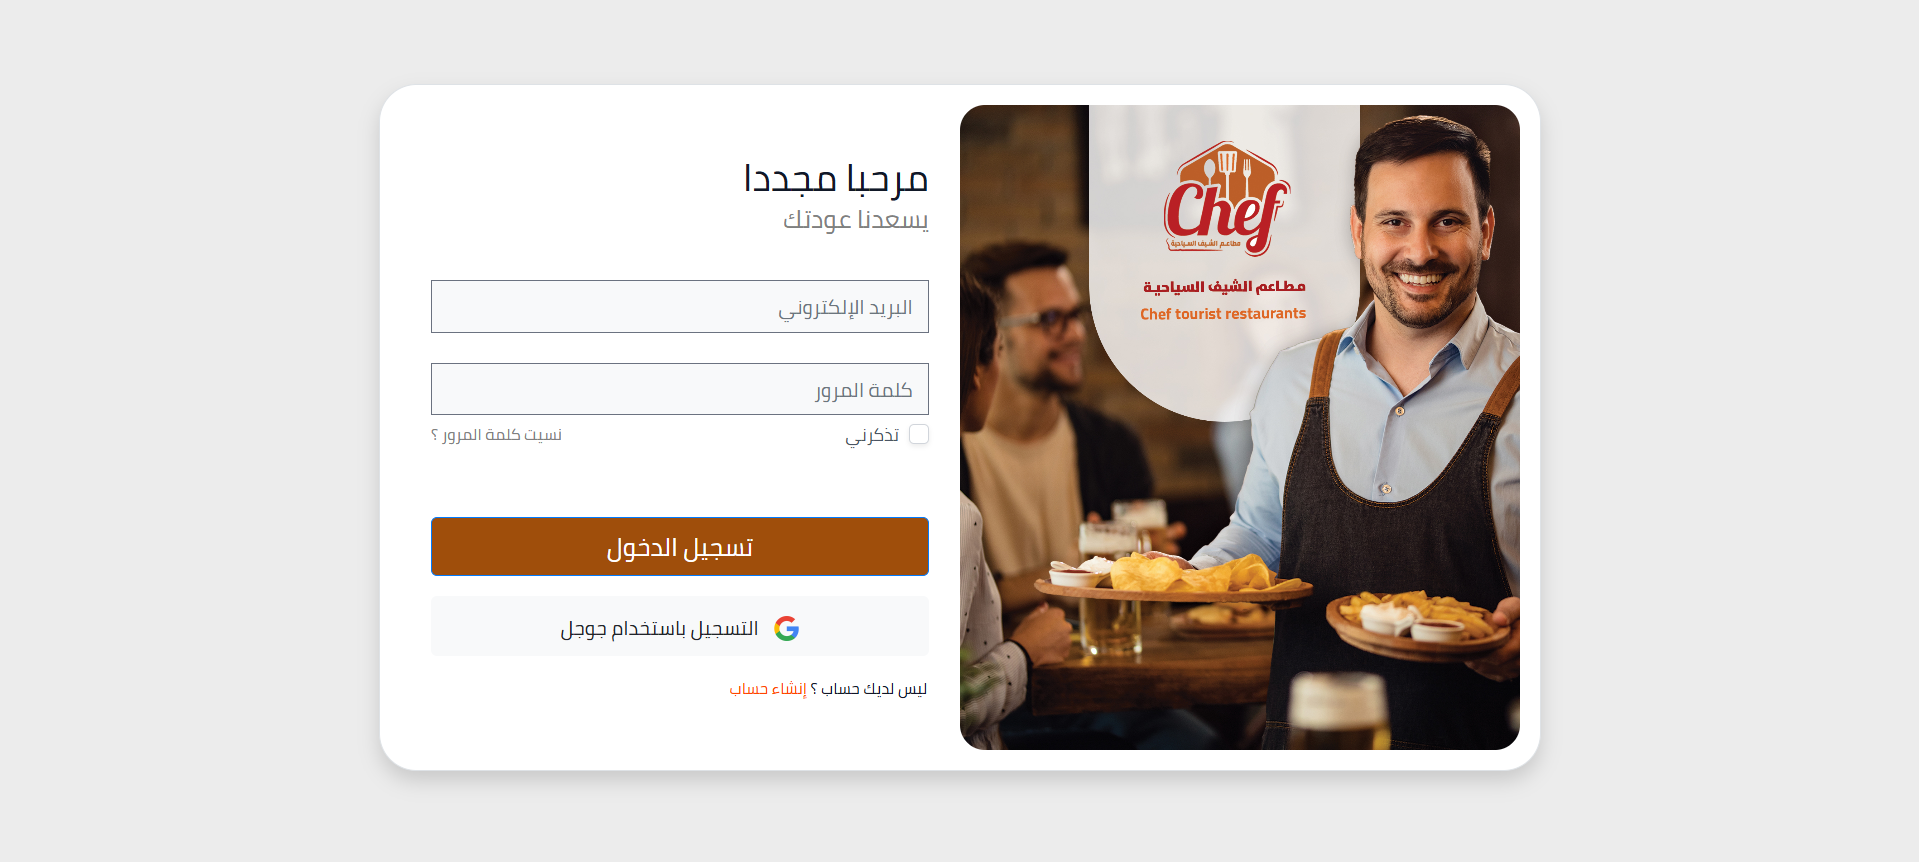 Chef
مطاعم الشيف السياحية
مطاعم الشيف السياحية
Chef tourist restaurants
مرحبا مجددا
يسعدنا عودتك
البريد الإلكتروني
كلمة المرور
تذكرني
نسيت كلمة المرور ؟
تسجيل الدخول
التسجيل باستخدام جوجل
ليس لديك حساب ؟ إنشاء حساب